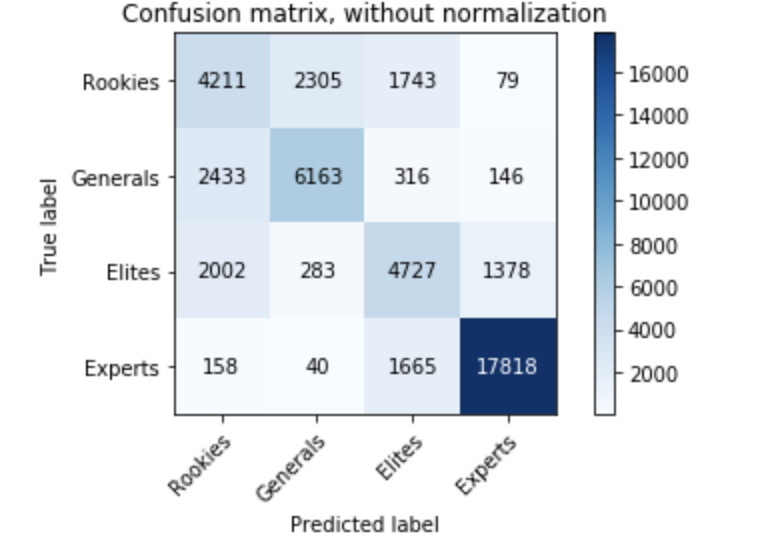 Confusion matrix, without normalization
Rookies 4211 2305 1743 79
Generals 2433 6163 316 146
Elites 2002 283 4727 1378
Experts 158 40 1665 17818
True label
Rookies Generals Elites Experts
Predicted label
16000
14000
12000
10000
8000
6000
4000
2000